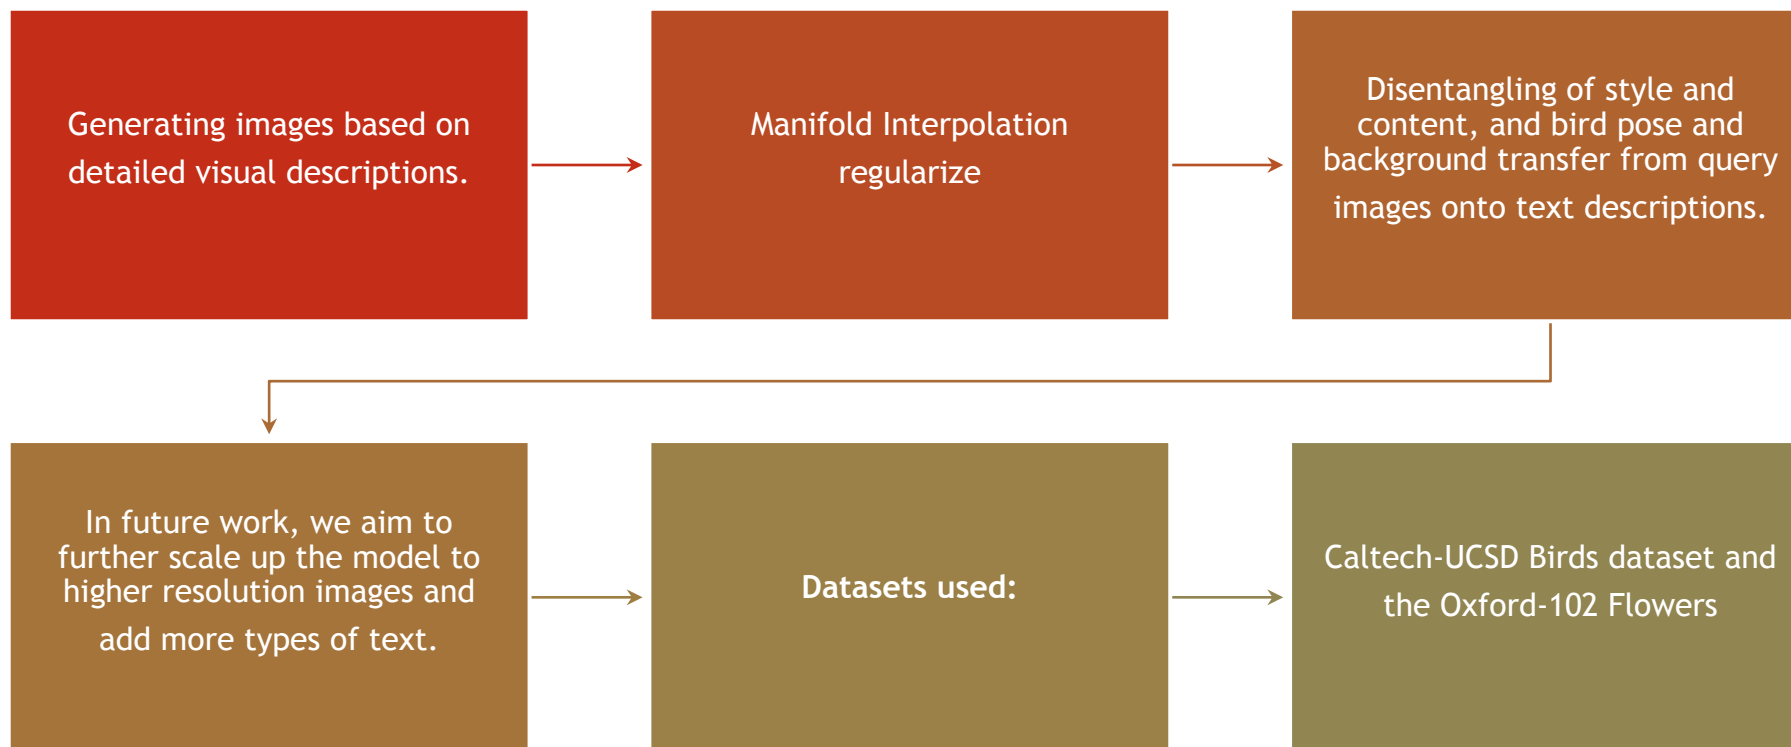 Generating images based on
detailed visual descriptions.
Manifold Interpolation
regularize
Disentangling of style and
content, and bird pose and
background transfer from query
images onto text descriptions.
In future work, we aim to
further scale up the model to
higher resolution images and
add more types of text.
Datasets used:
Caltech-UCSD Birds dataset and
the Oxford-102 Flowers